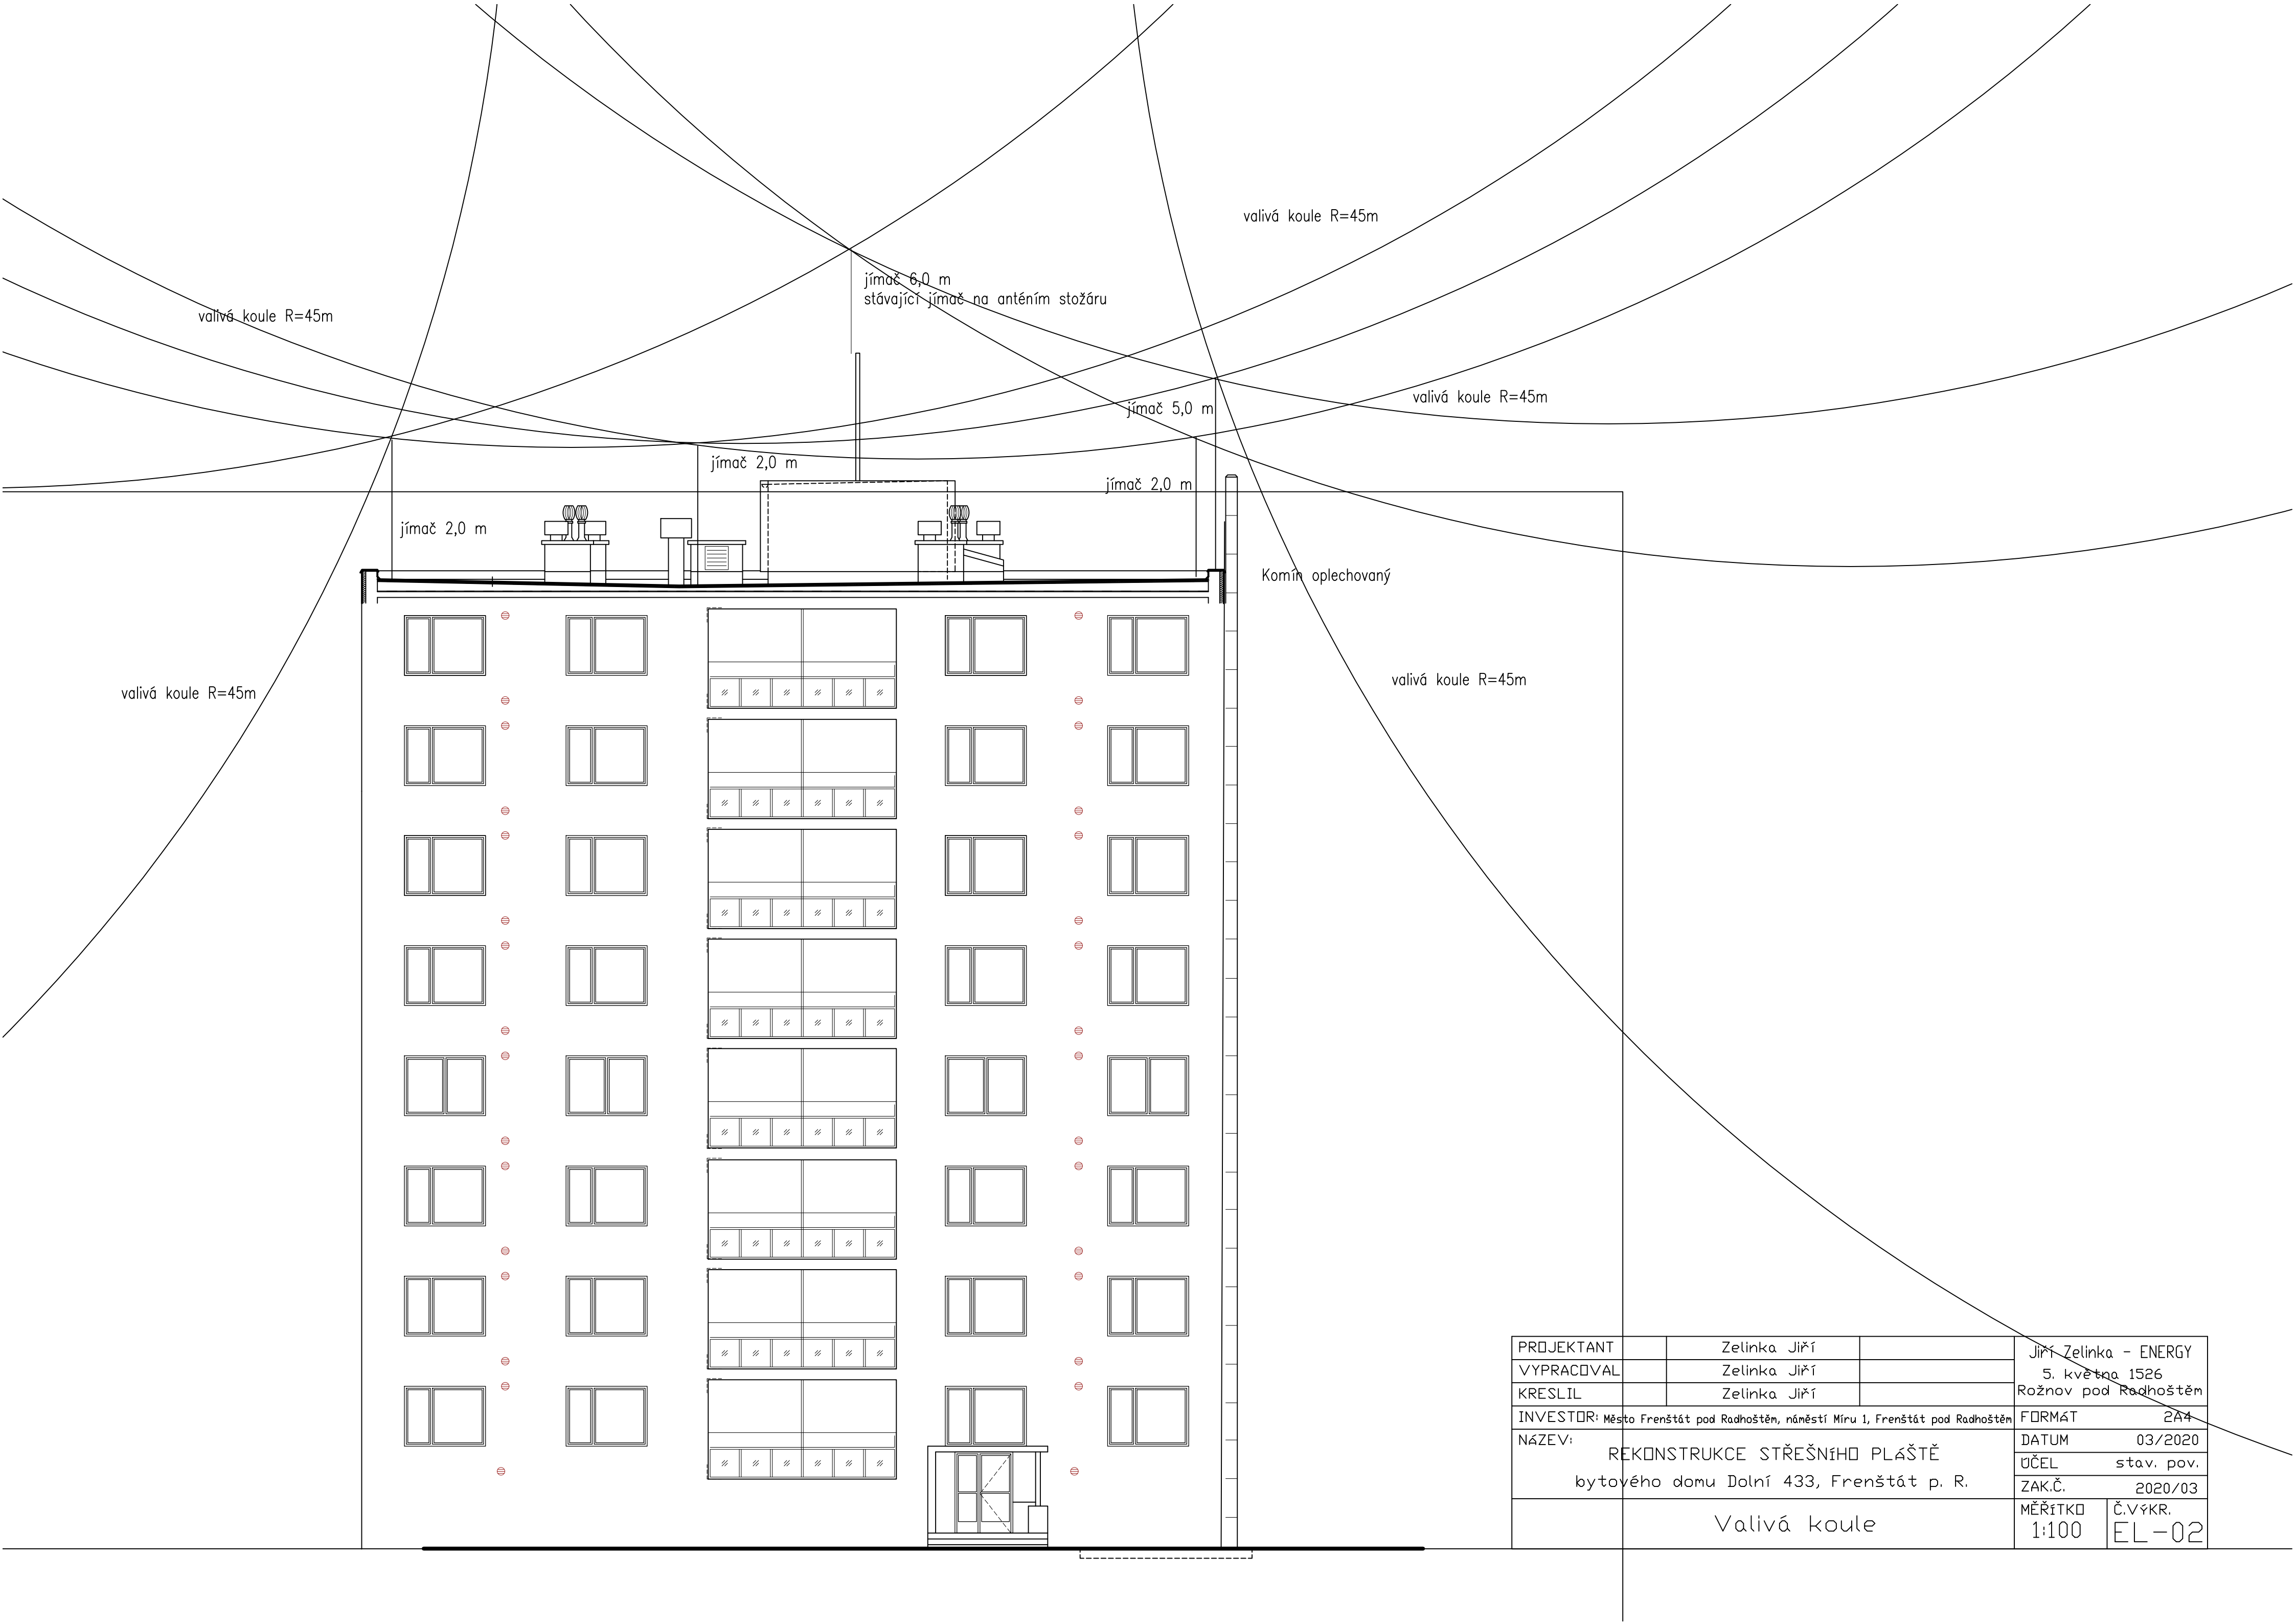 valivá koule R=45m
jímač 6,0 m
stávající jímač na anténím stožáru
valivá koule R=45m
valivá koule R=45m
jímač 5,0 m
jímač 2,0 m
jímač 2,0 m
jímač 2,0 m
Komín oplechovaný
valivá koule R=45m
valivá koule R=45m
PROJEKTANT Zelinka Jiří
VYPRACOVAL Zelinka Jiří
KRESLIL Zelinka Jiří
Jiří Zelinka - ENERGY
5. května 1526
Rožnov pod Radhoštěm
INVESTOR: Město Frenštát pod Radhoštěm, náměstí Míru 1, Frenštát pod Radhoštěm
FORMÁT 2A4
NÁZEV:
REKONSTRUKCE STŘEŠNÍHO PLÁŠTĚ
bytového domu Dolní 433, Frenštát p. R.
DATUM 03/2020
ÚČEL stav. pov.
ZAK.Č. 2020/03
Valivá koule
MĚŘÍTKO
1:100
Č.VÝKR.
EL-02